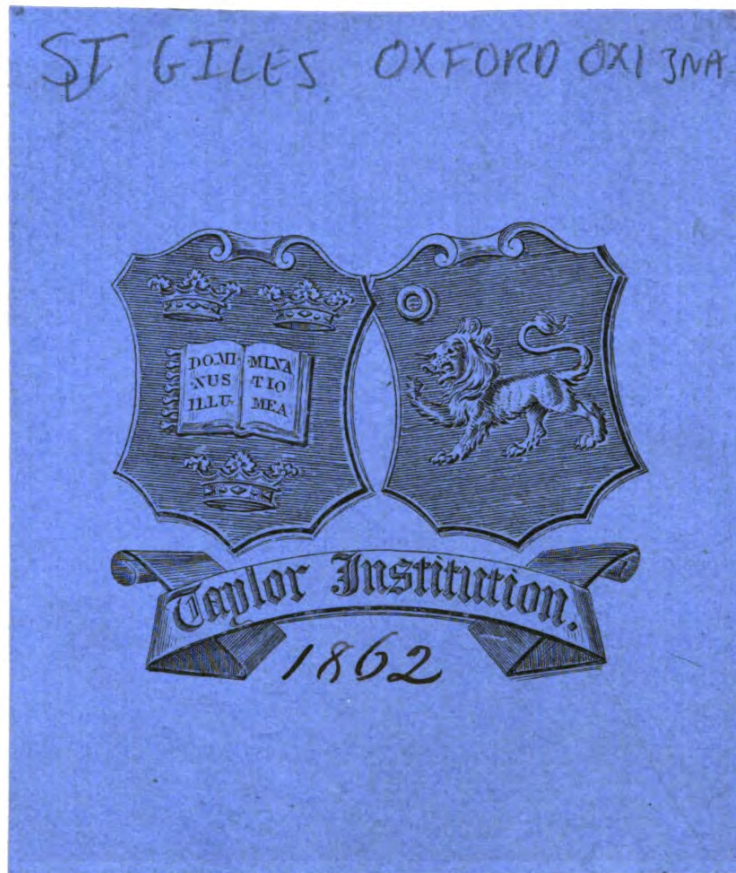 ST GILES. OXFORD OX1 3NA
DOMI- MINA
NUS TIO
ILLU- MEA
Taylor Institution.
1862